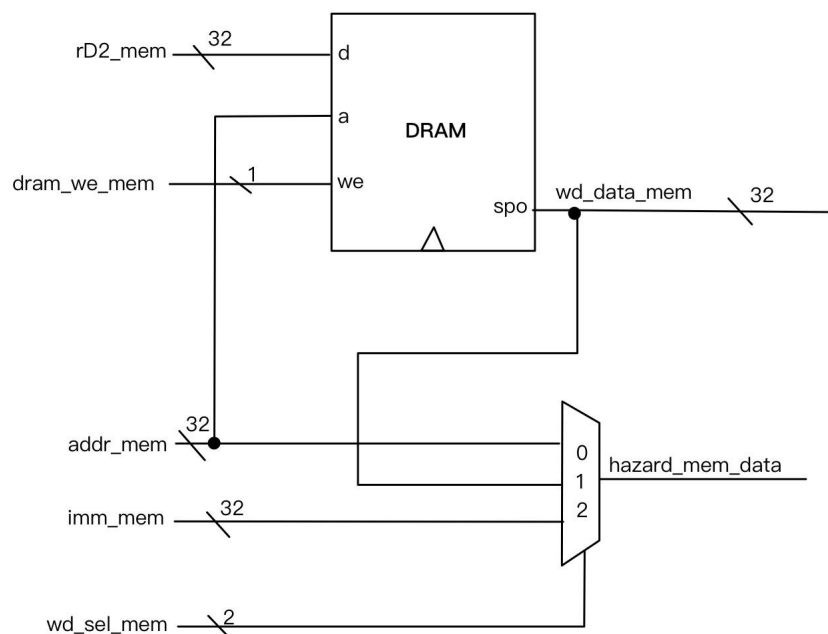 rD2_mem
32
d
a
DRAM
dram_we_mem
1
we
spo
wd_data_mem
32
addr_mem
32
0
hazard_mem_data
1
imm_mem
32
2
wd_sel_mem
2